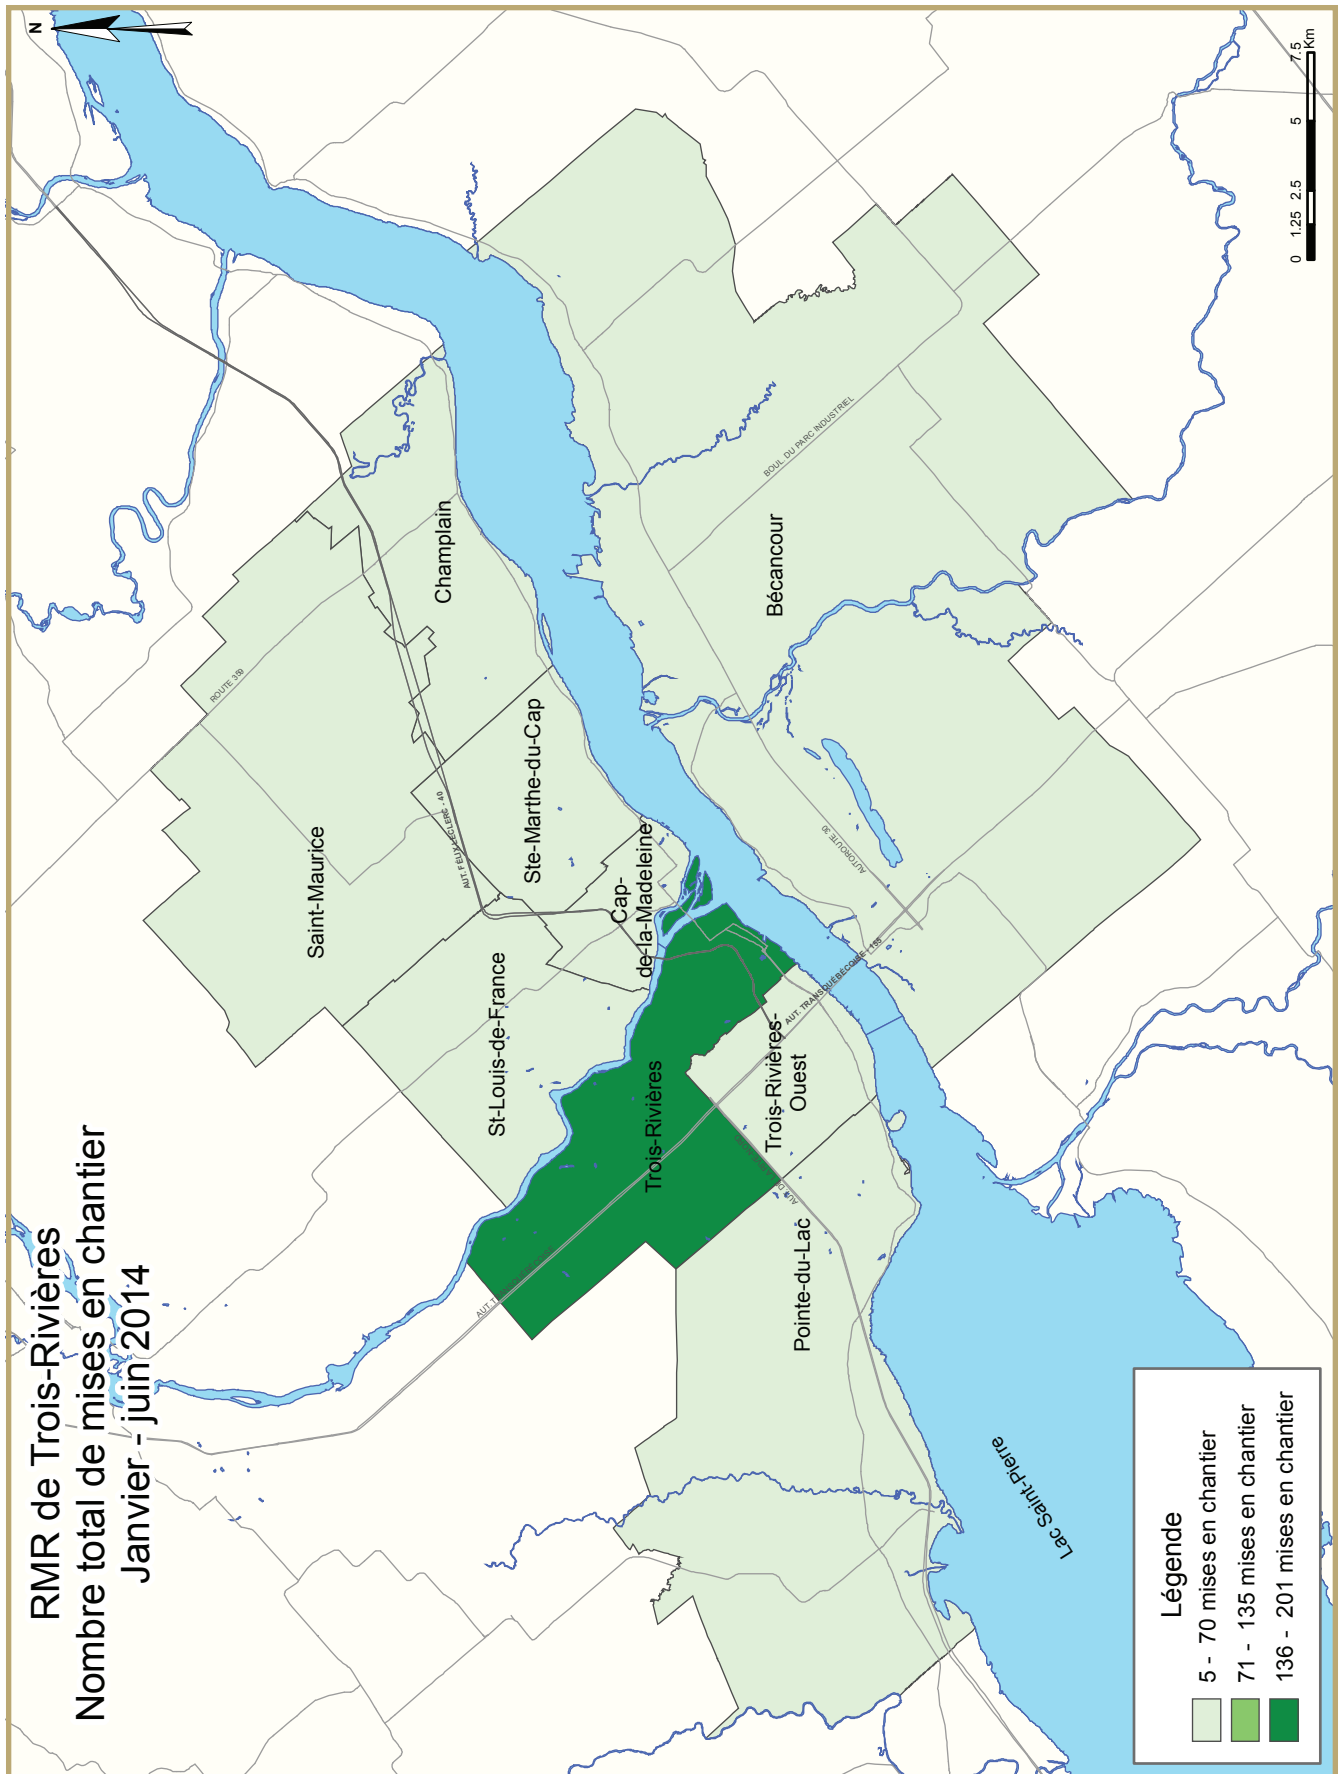 RMR de Trois-Rivières
Nombre total de mises en chantier
Janvier - juin 2014
N
ROUTE 359
Saint-Maurice
Champlain
AUT. FÉLIX-LECLERC - 40
Ste-Marthe-du-Cap
St-Louis-de-France
Cap-
de-la-Madeleine
Trois-Rivières
Trois-Rivières-
Ouest
Pointe-du-Lac
Bécancour
BOUL. DU PARC INDUSTRIEL
AUTOROUTE 30
AUT. TRANSQUÉBÉCOISE - 155
Lac Saint-Pierre
Légende
5 - 70 mises en chantier
71 - 135 mises en chantier
136 - 201 mises en chantier
0 1.25 2.5 5 7.5
Km